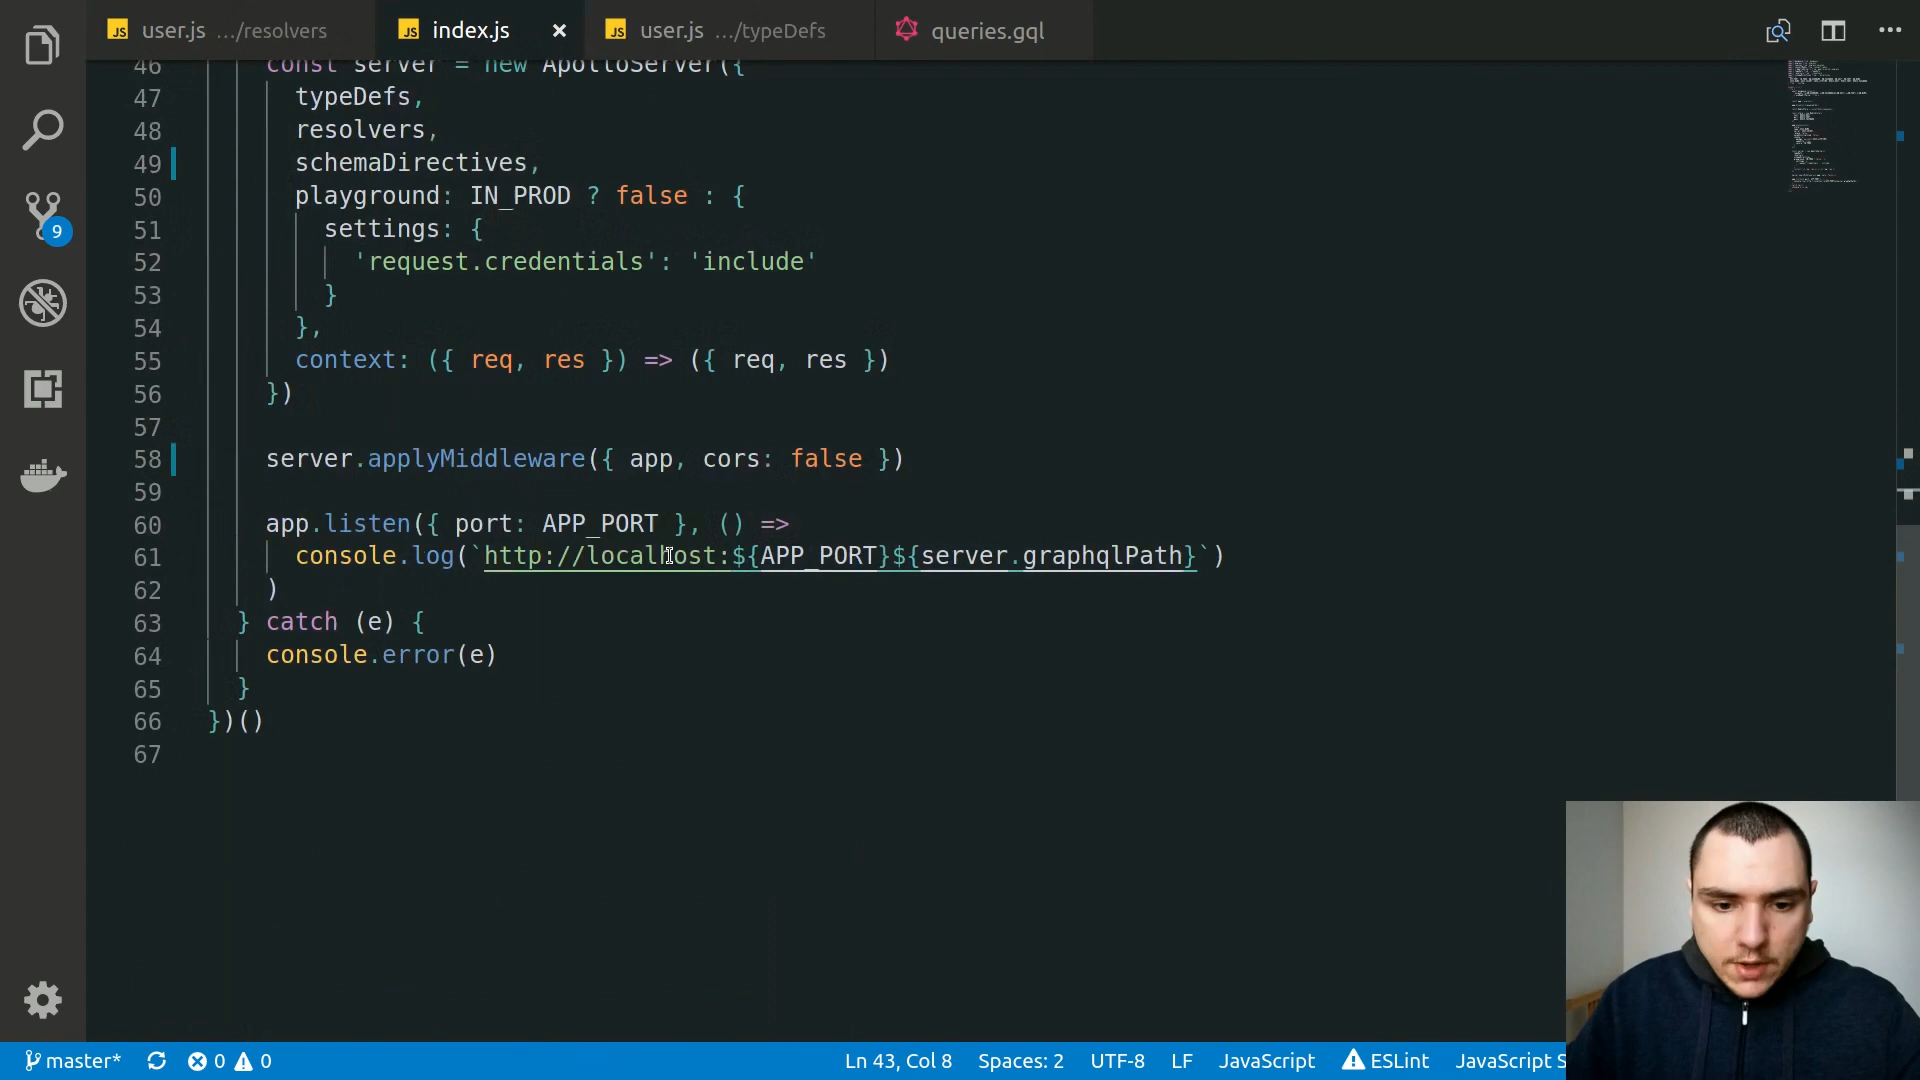 JS user.js .../resolvers JS index.js × JS user.js .../typeDefs queries.gql
46 const server = new ApolloServer({
47 typeDefs,
48 resolvers,
49 schemaDirectives,
50 playground: IN_PROD ? false : {
51 settings: {
9
52 'request.credentials': 'include'
53 }
54 },
55 context: ({ req, res }) => ({ req, res })
56 })
57
58 server.applyMiddleware({ app, cors: false })
59
60 app.listen({ port: APP_PORT }, () =>
61 console.log(`http://localhost:${APP_PORT}${server.graphqlPath}`)
62 )
63 } catch (e) {
64 console.error(e)
65 }
66 })()
67
master* 0 0 Ln 43, Col 8 Spaces: 2 UTF-8 LF JavaScript ESLint JavaScript S